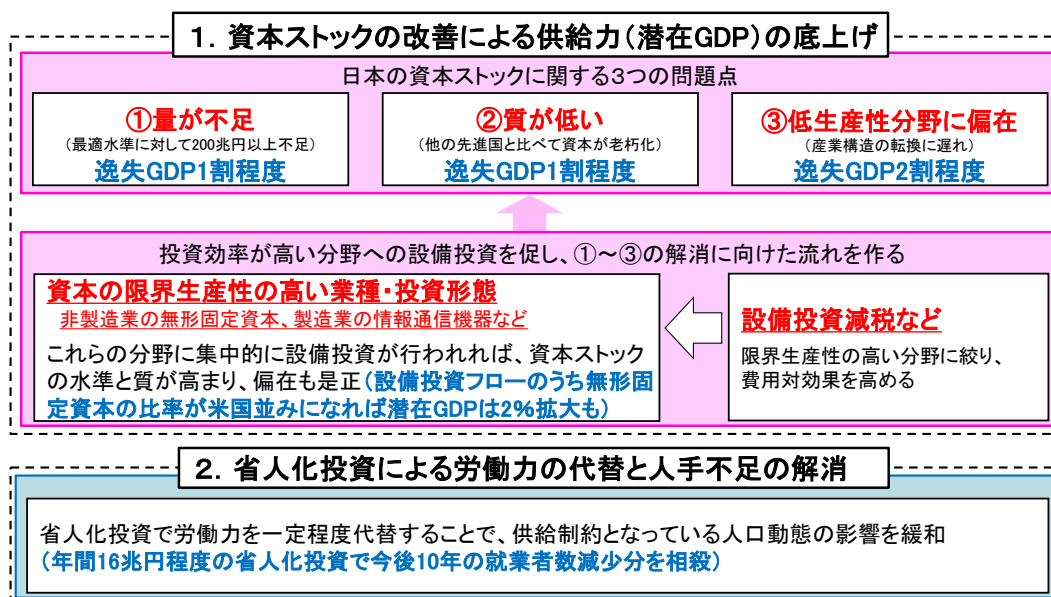 1．資本ストックの改善による供給力（潜在GDP）の底上げ
日本の資本ストックに関する3つの問題点
①量が不足
（最適水準に対して200兆円以上不足）
逸失GDP1割程度
②質が低い
（他の先進国と比べて資本が老朽化）
逸失GDP1割程度
③低生産性分野に偏在
（産業構造の転換に遅れ）
逸失GDP2割程度
投資効率が高い分野への設備投資を促し、①～③の解消に向けた流れを作る
資本の限界生産性の高い業種・投資形態
非製造業の無形固定資本、製造業の情報通信機器など
これらの分野に集中的に設備投資が行われれば、資本ストック
の水準と質が高まり、偏在も是正（設備投資フローのうち無形固
定資本の比率が米国並みになれば潜在GDPは2%拡大も）
設備投資減税など
限界生産性の高い分野に絞り、
費用対効果を高める
2．省人化投資による労働力の代替と人手不足の解消
省人化投資で労働力を一定程度代替することで、供給制約となっている人口動態の影響を緩和
（年間16兆円程度の省人化投資で今後10年の就業者数減少分を相殺）